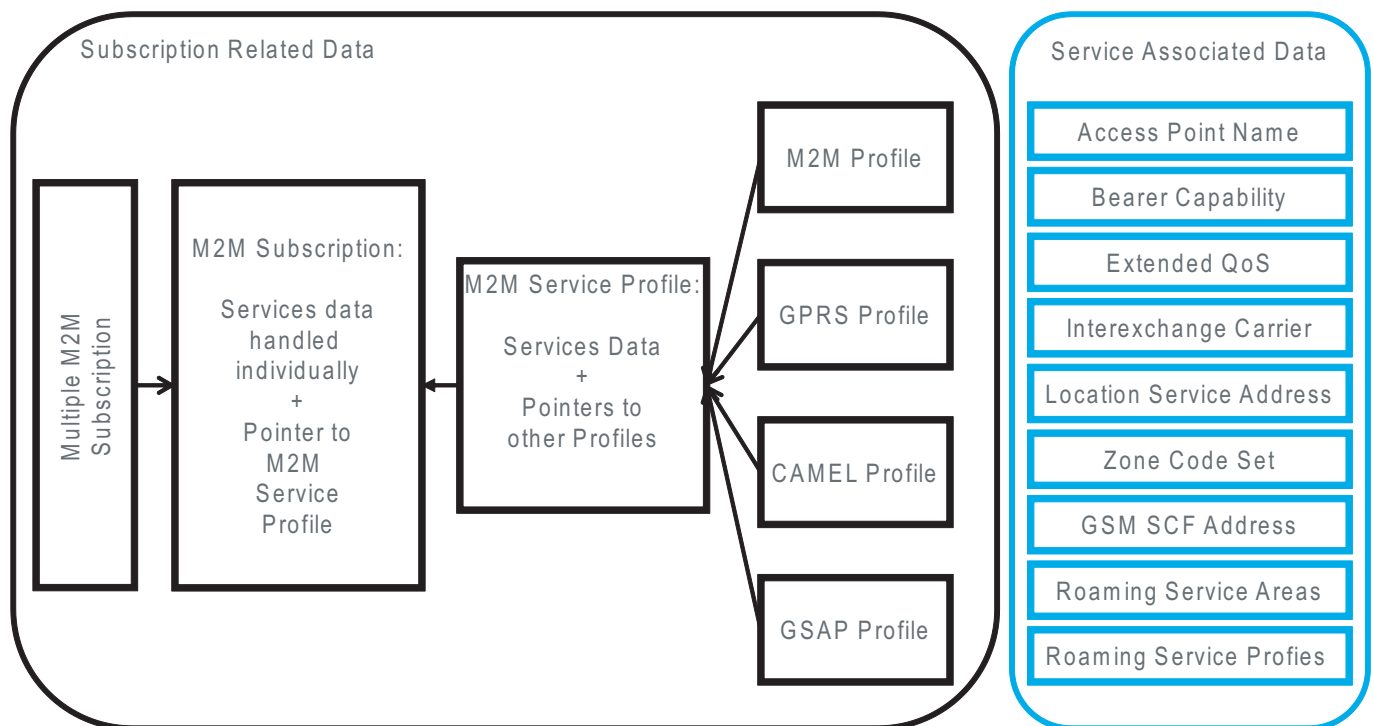 Subscription Related Data
Multiple M2M
Subscription
M2M Subscription:
Services data
handled
individually
+
Pointer to
M2M
Service
Profile
M2M Service Profile:
Services Data
+
Pointers to
other Profiles
M2M Profile
GPRS Profile
CAMEL Profile
GSAP Profile
Service Associated Data
Access Point Name
Bearer Capability
Extended QoS
Interexchange Carrier
Location Service Address
Zone Code Set
GSM SCF Address
Roaming Service Areas
Roaming Service Profies